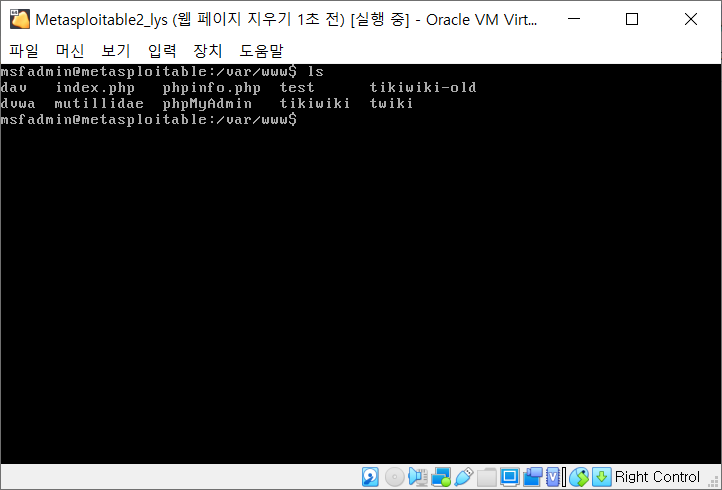 Metasploitable2_lys (웹 페이지 지우기 1초 전) [실행 중] - Oracle VM Virt...
파일 머신 보기 입력 장치 도움말
msfadmin@metasploitable:/var/www$ ls
dav index.php phpinfo.php test tikiwiki-old
dvwa mutillidae phpMyAdmin tikiwiki twiki
msfadmin@metasploitable:/var/www$
Right Control